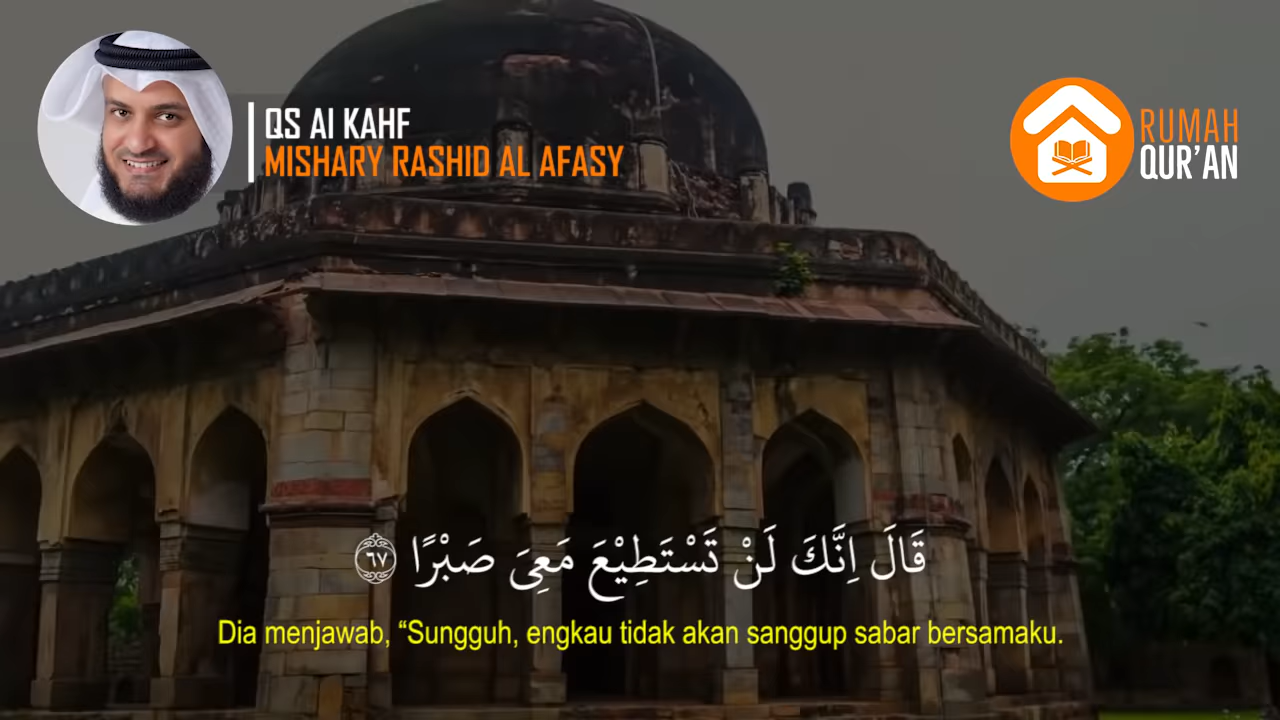 QS Al KAHF
MISHARY RASHID AL AFASY
RUMAH
QUR'AN
قَالَ اِنَّكَ لَنْ تَسْتَطِيْعَ مَعِيَ صَبْرًا ٦٧
Dia menjawab, “Sungguh, engkau tidak akan sanggup sabar bersamaku.